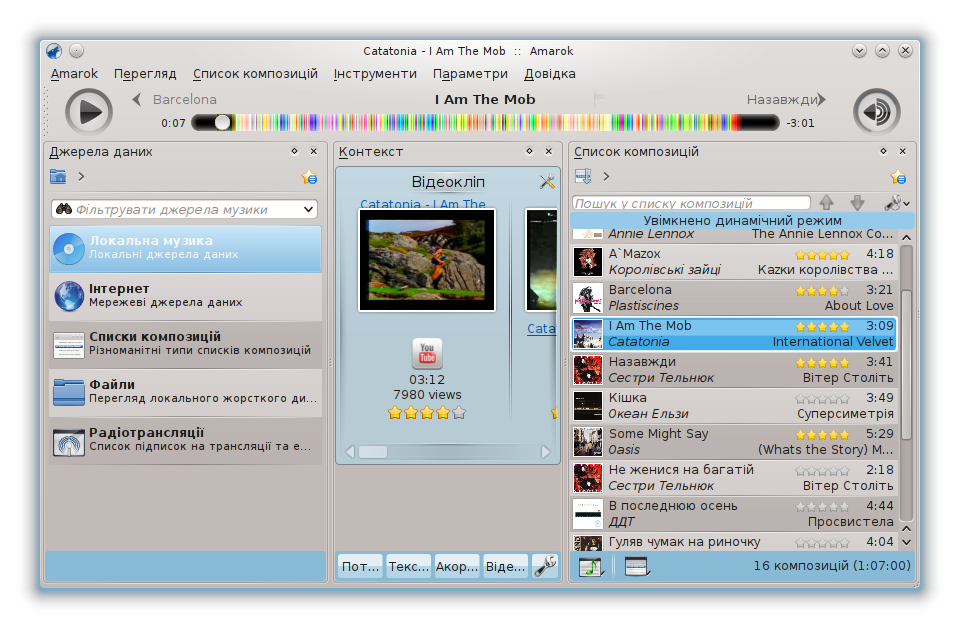 Catatonia - I Am The Mob :: Amarok
Amarok Перегляд Список композицій Інструменти Параметри Довідка
Barcelona
I Am The Mob
Назавжди
0:07
-3:01
Джерела даних
Фільтрувати джерела музики
Локальна музика
Локальні джерела даних
Інтернет
Мережеві джерела даних
Списки композицій
Різноманітні типи списків композицій
Файли
Перегляд локального жорсткого ди...
Радіотрансляції
Список підписок на трансляції та е...
Контекст
Відеокліп
Catatonia - I Am The
You
Tube
03:12
7980 views
Cata
Пот... Текс... Акор... Віде...
Список композицій
Пошук у списку композицій
Увімкнено динамічний режим
Annie Lennox The Annie Lennox Co...
A`Mazox 4:18
Королівські зайці Казки королівства ...
Barcelona 3:21
Plastiscines About Love
I Am The Mob 3:09
Catatonia International Velvet
Назавжди 3:41
Сестри Тельнюк Вітер Століть
Кішка 3:49
Океан Ельзи Суперсиметрія
Some Might Say 5:29
Oasis (Whats the Story) M...
Не женися на багатій 2:18
Сестри Тельнюк Вітер Століть
В последнюю осень 4:44
ДДТ Просвистела
Гуляв чумак на риночку 4:04
16 композицій (1:07:00)